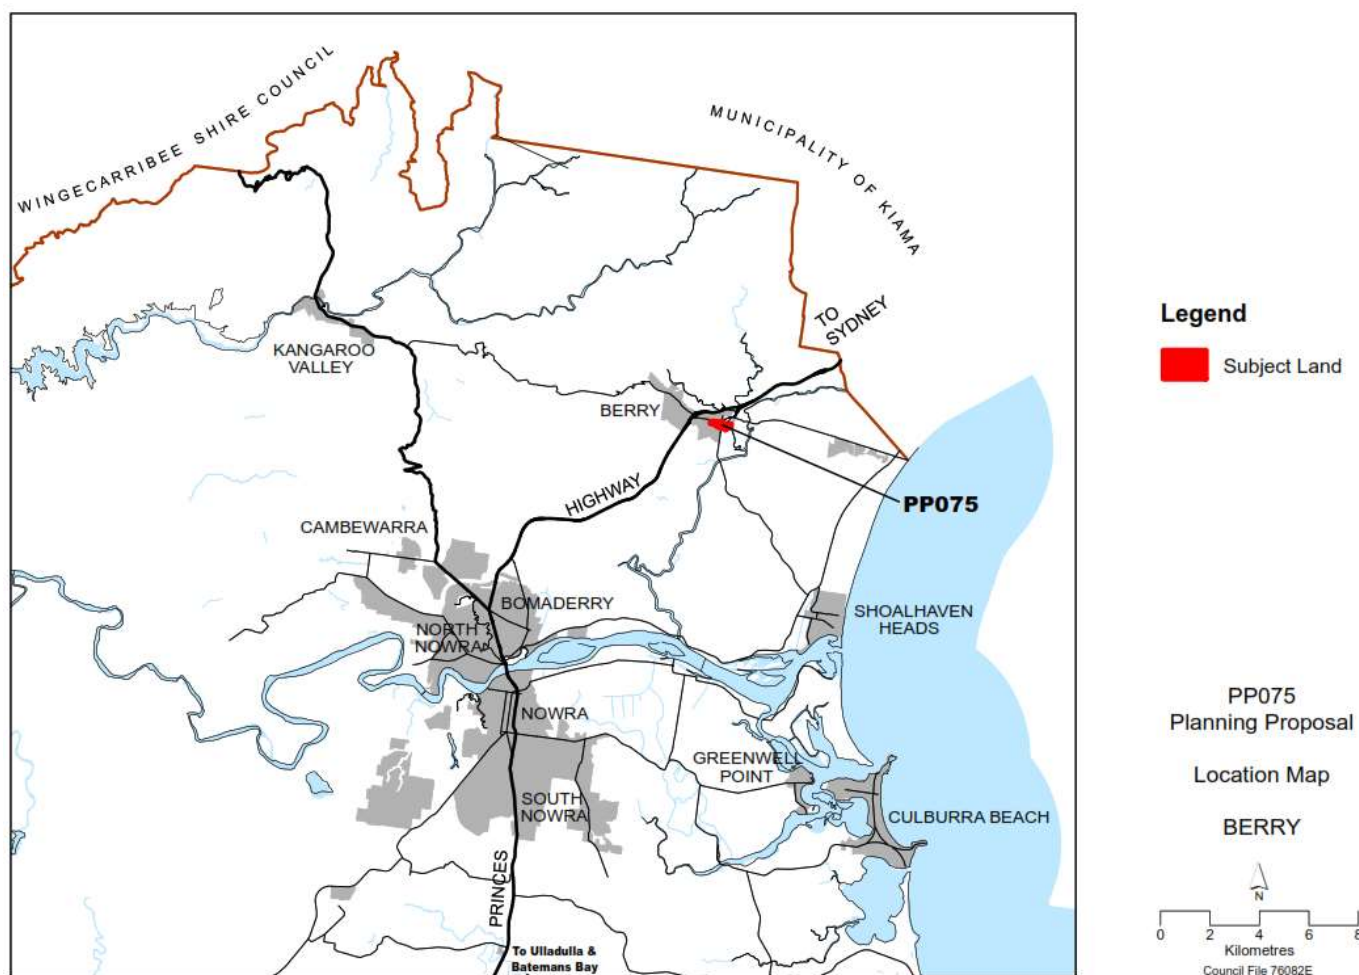 WINGECARRIBEE SHIRE COUNCIL
MUNICIPALITY OF KIAMA
TO
SYDNEY
KANGAROO
VALLEY
BERRY
HIGHWAY
PP075
CAMBEWARRA
BOMADERRY
NORTH
NOWRA
SHOALHAVEN
HEADS
NOWRA
GREENWELL
POINT
SOUTH
NOWRA
CULBURRA BEACH
PRINCES
To Ulladulla &
Batemans Bay
Legend
Subject Land
PP075
Planning Proposal
Location Map
BERRY
N
0 2 4 6 8
Kilometres
Council File 76082E